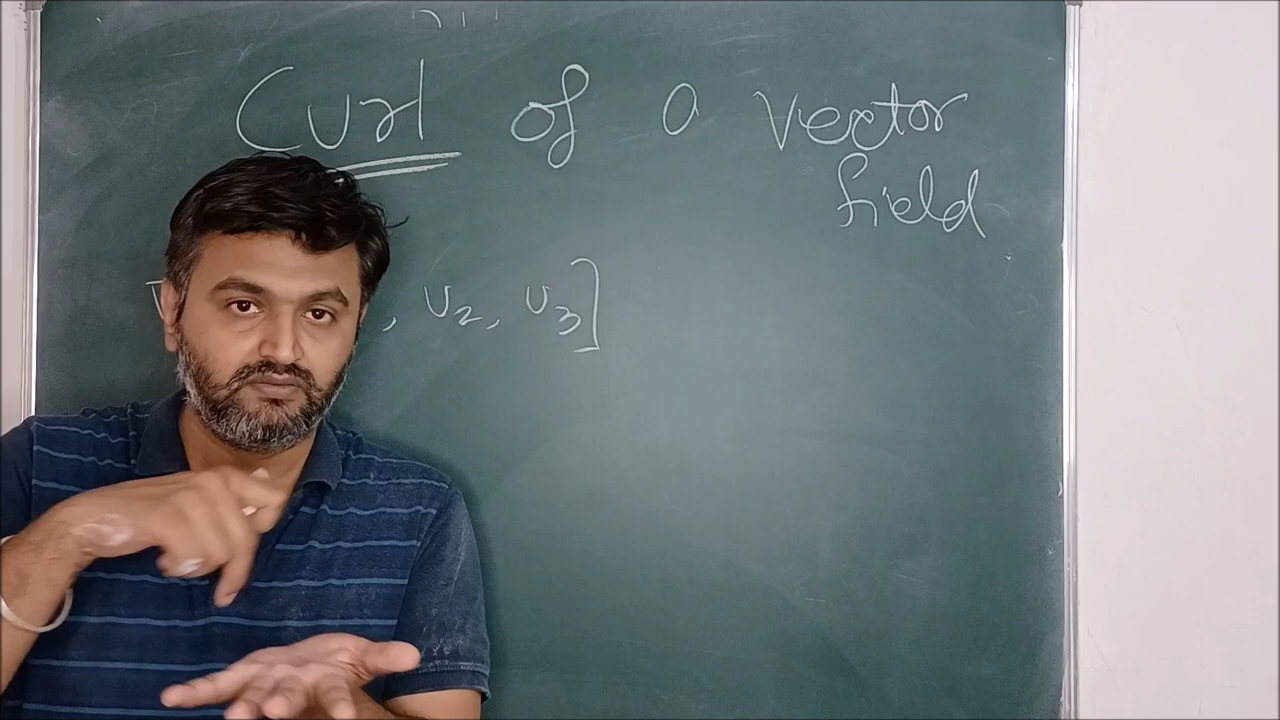 Curl of a Vector
field
, v₂, v₃]